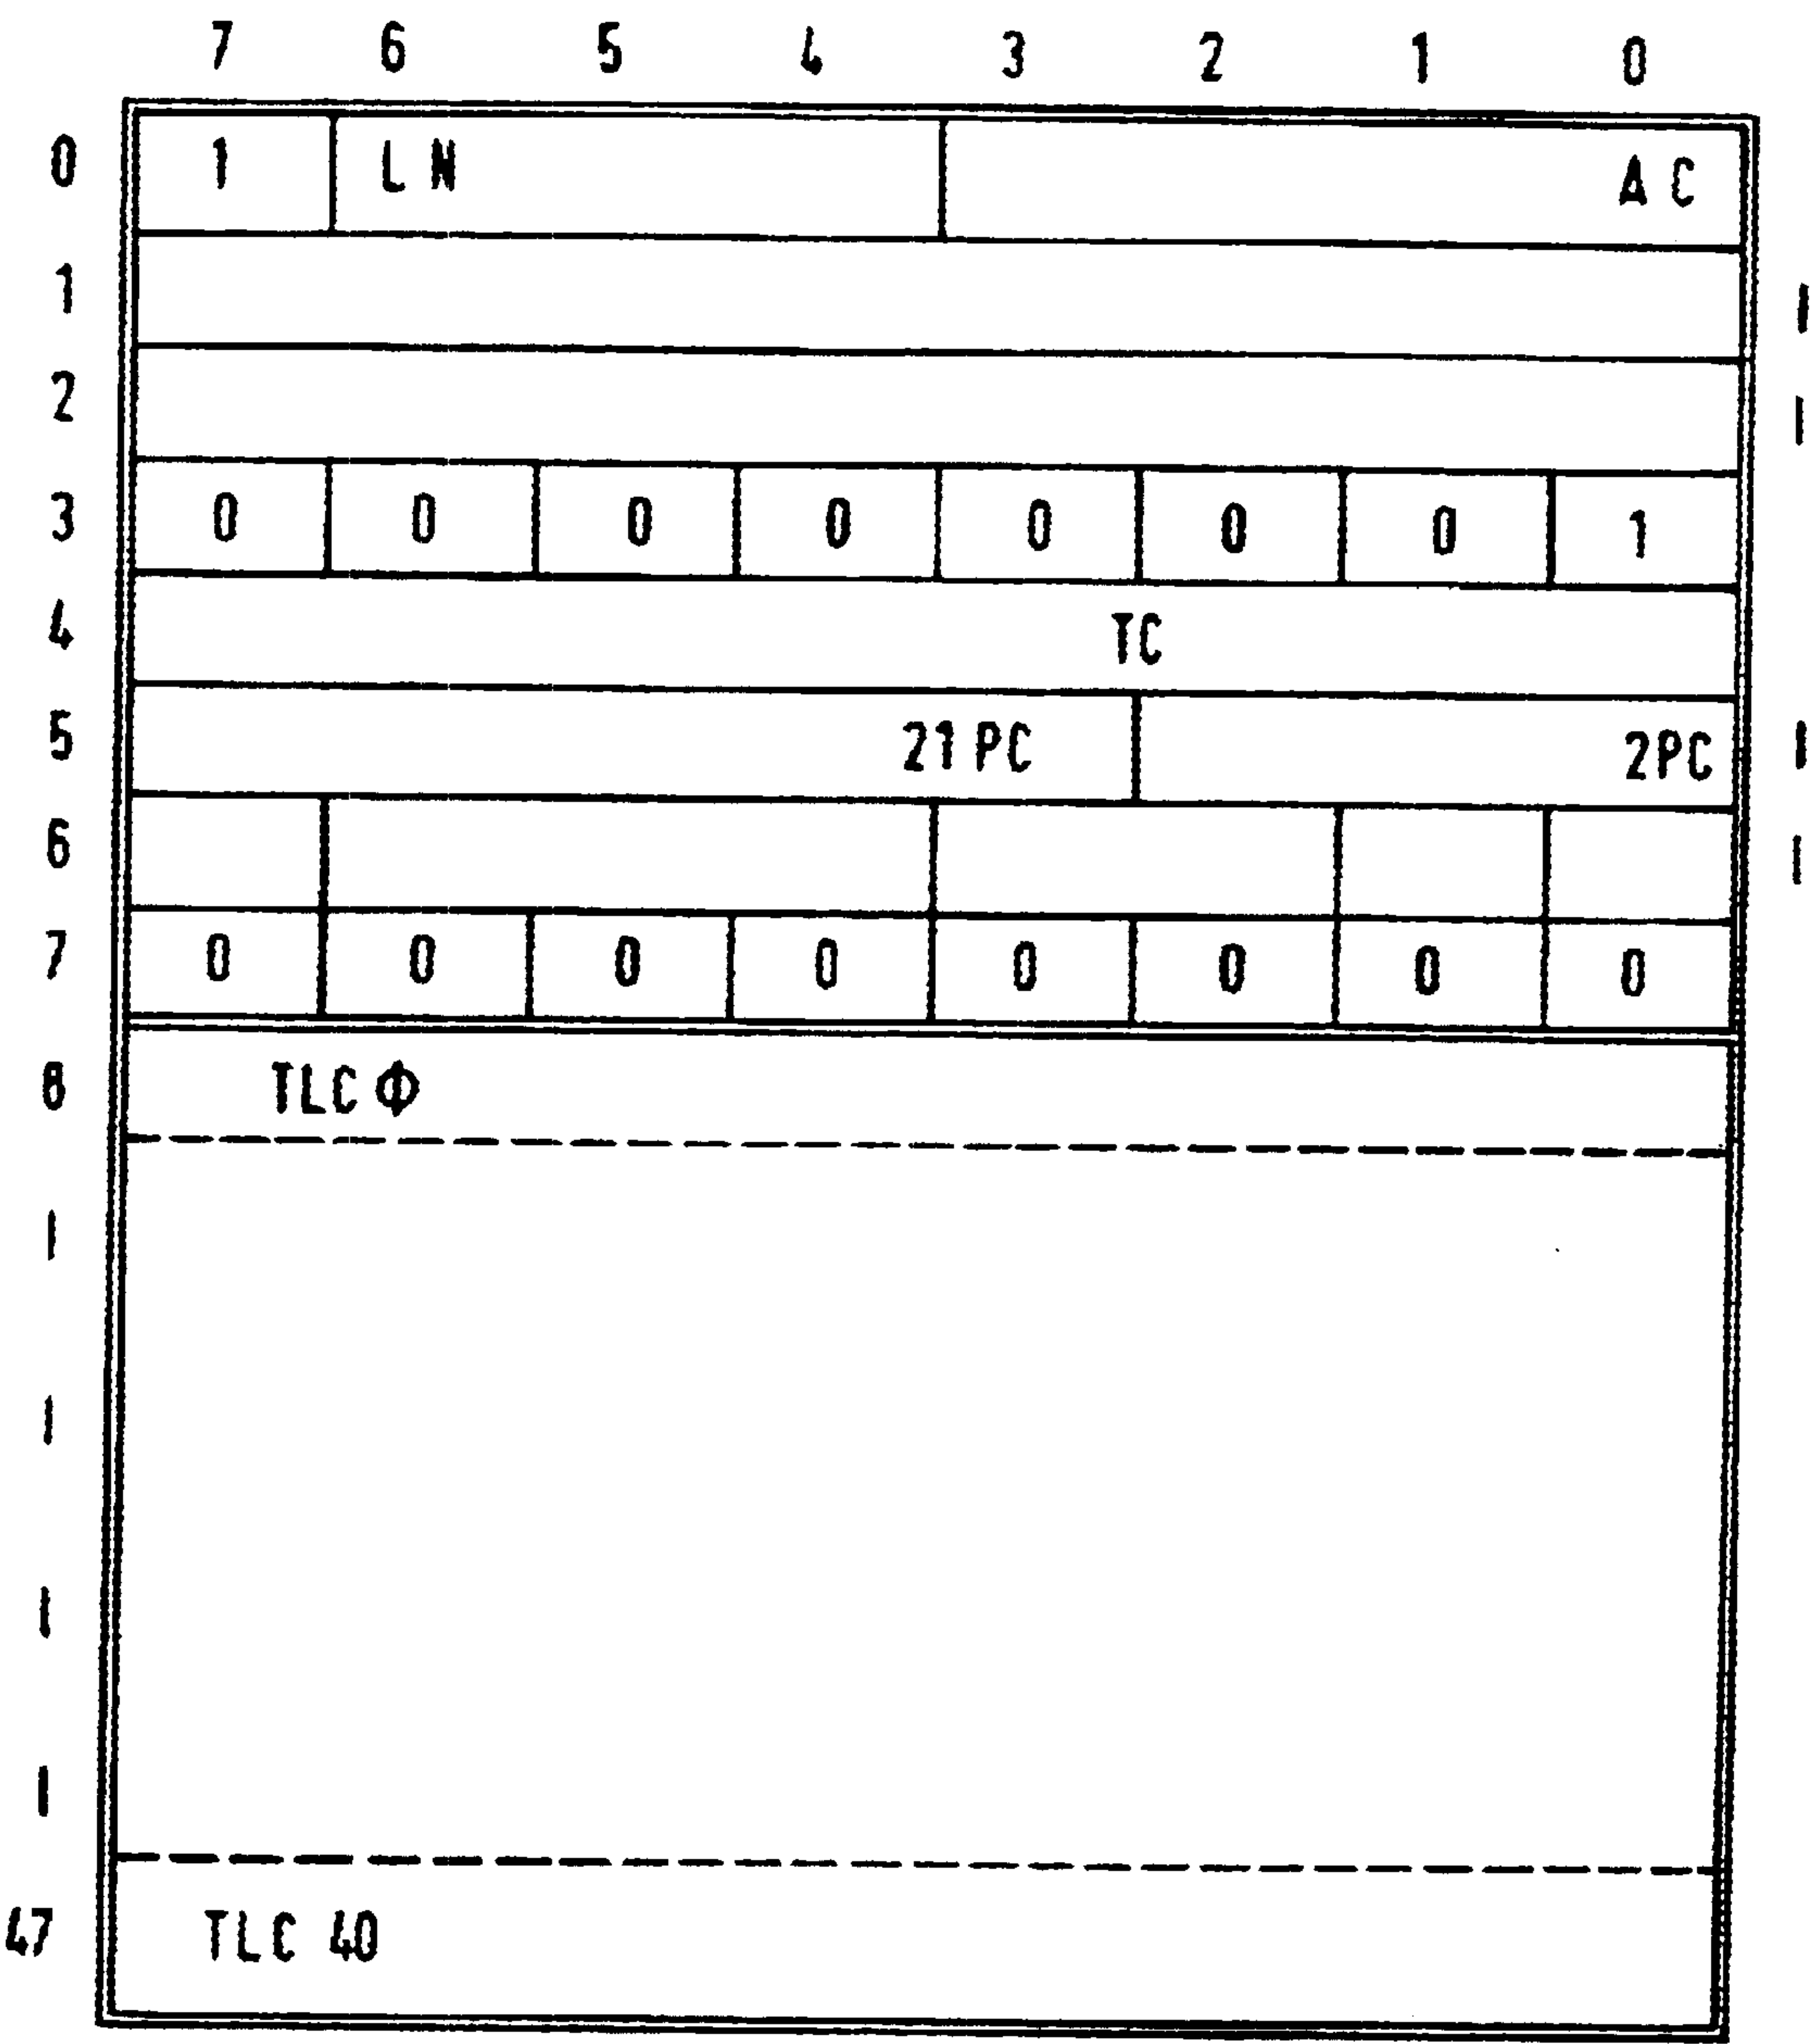 7 6 5 4 3 2 1 0
0 1 L N A C
1
2
3 0 0 0 0 0 0 0 1
4 TC
5 21 PC 2PC
6
7 0 0 0 0 0 0 0 0
8 TLC Φ
47 TLC 40